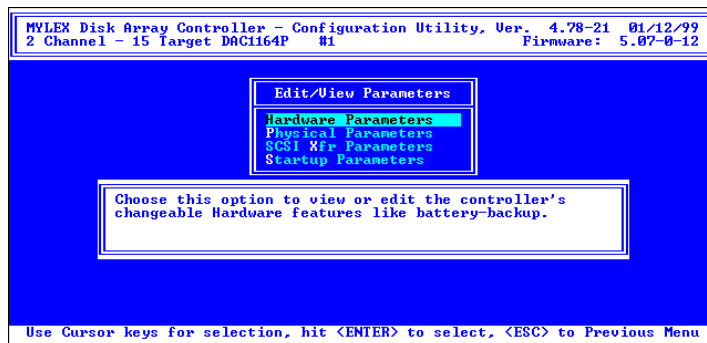 MYLEX Disk Array Controller - Configuration Utility, Ver. 4.78-21 01/12/99
2 Channel - 15 Target DAC1164P #1 Firmware: 5.07-0-12
Edit/View Parameters
Hardware Parameters
Physical Parameters
SCSI Xfr Parameters
Startup Parameters
Choose this option to view or edit the controller's
changeable Hardware features like battery-backup.
Use Cursor keys for selection, hit <ENTER> to select, <ESC> to Previous Menu